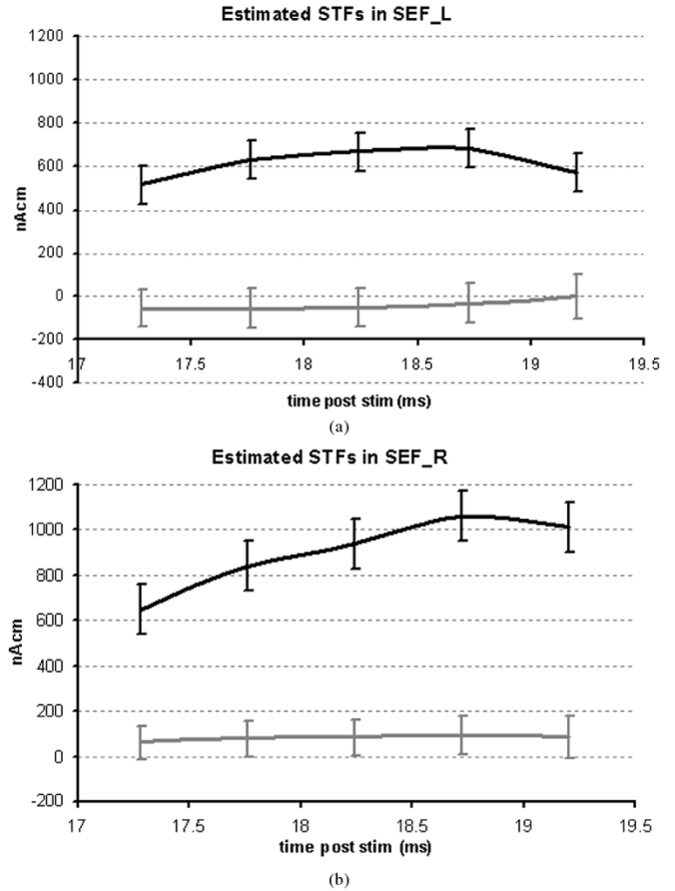 Estimated STFs in SEF_L
1200
1000
800
600
400
200
0
-200
-400
nAcm
17 17.5 18 18.5 19 19.5
time post stim (ms)
(a)
Estimated STFs in SEF_R
1200
1000
800
600
400
200
0
-200
nAcm
17 17.5 18 18.5 19 19.5
time post stim (ms)
(b)